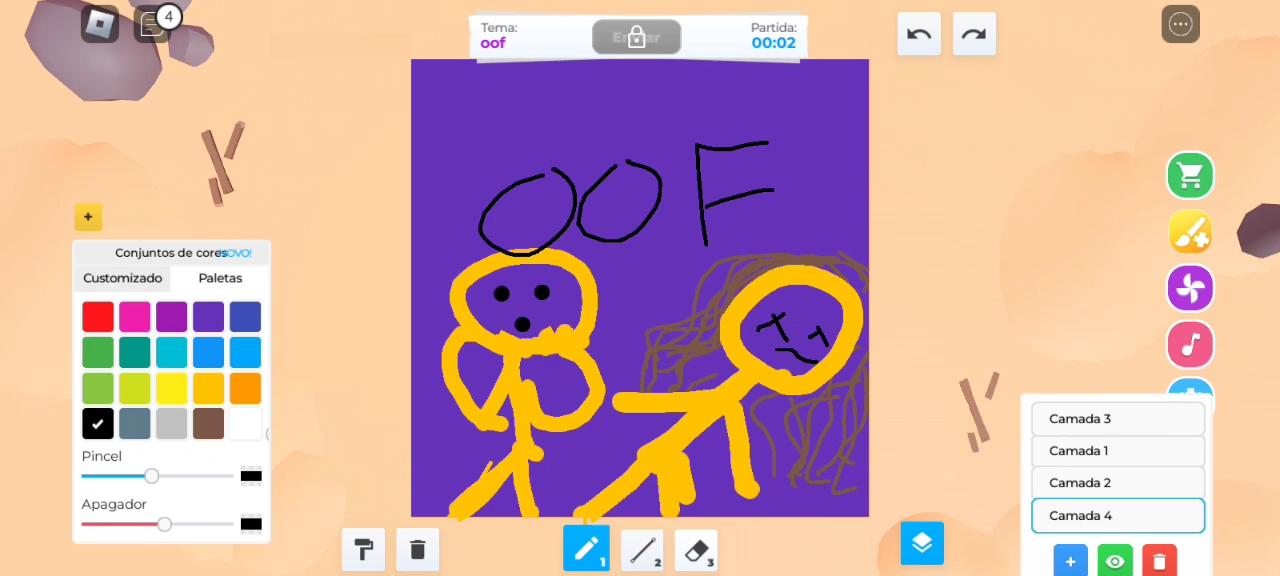 4
Tema:
oof
Enviar
Partida:
00:02
OOF
+
Conjuntos de cores NOVO!
Customizado
Paletas
Pincel
Apagador
1
2
3
Camada 3
Camada 1
Camada 2
Camada 4
+